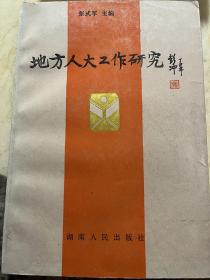 张式军 主编
地方人大工作研究
湖南人民出版社